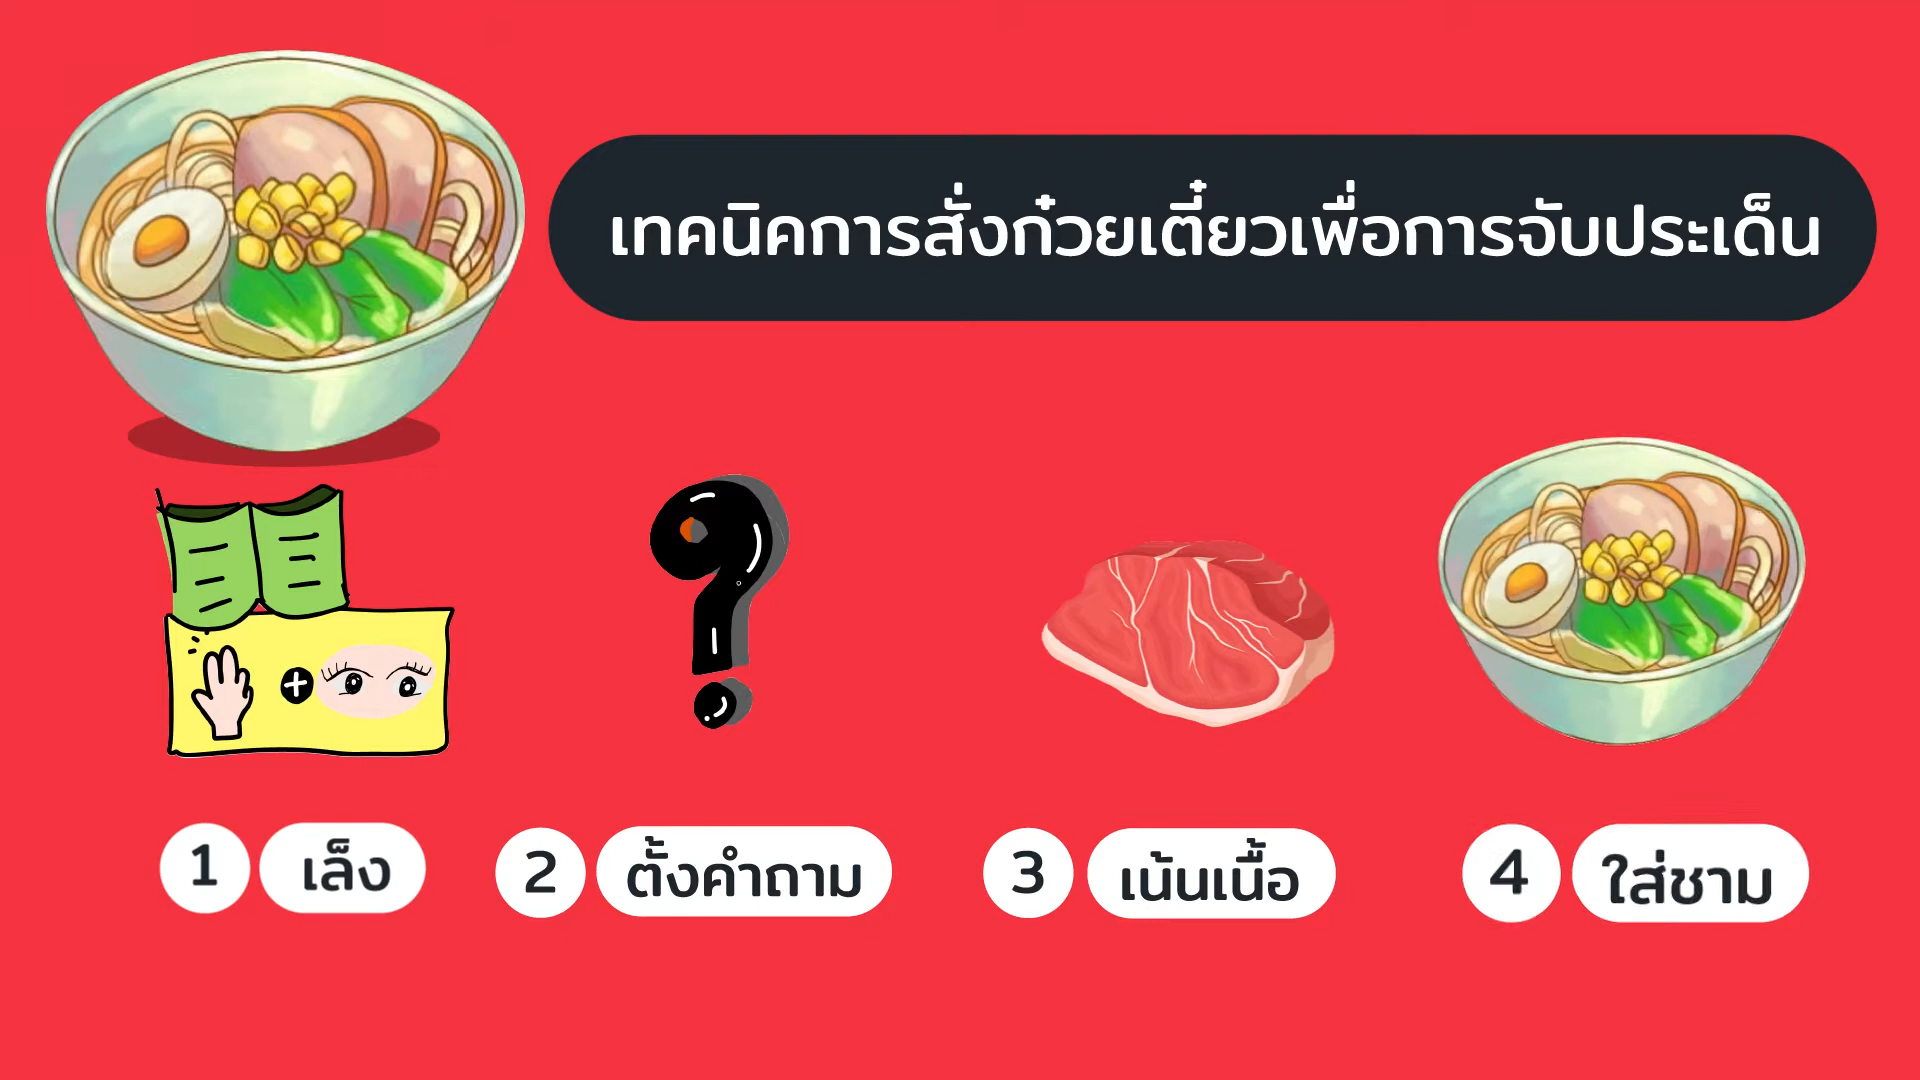 เทคนิคการสั่งก๋วยเตี๋ยวเพื่อการจับประเด็น
1 เล็ง
2 ตั้งคำถาม
3 เน้นเนื้อ
4 ใส่ชาม